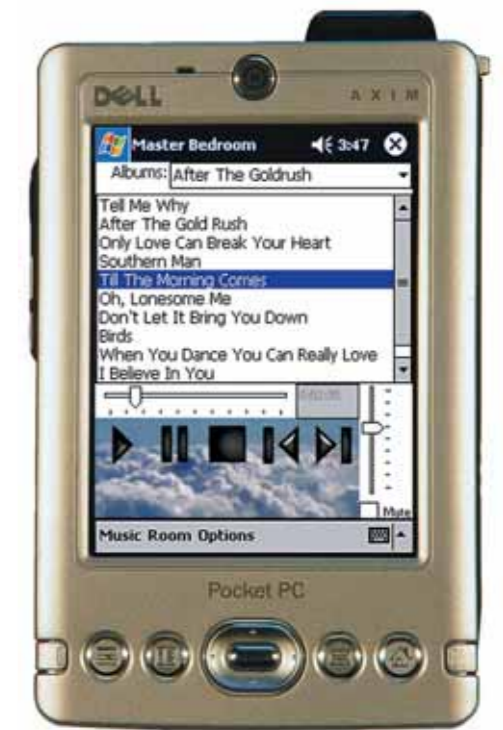 DELL
AXIM
Master Bedroom 3:47
Albums: After The Goldrush
Tell Me Why
After The Gold Rush
Only Love Can Break Your Heart
Southern Man
Till The Morning Comes
Oh, Lonesome Me
Don't Let It Bring You Down
Birds
When You Dance You Can Really Love
I Believe In You
Mute
Music Room Options
Pocket PC